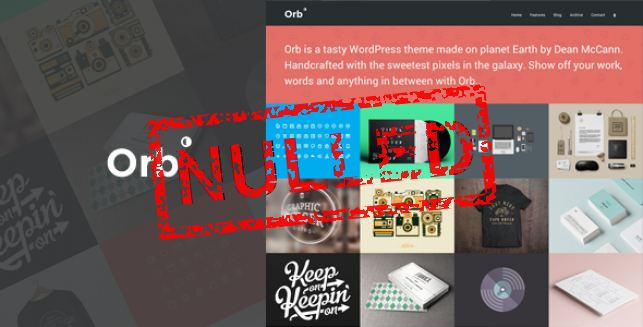 Orb
Home Features Blog Archive Contact
Orb is a tasty WordPress theme made on planet Earth by Dean McCann.
Handcrafted with the sweetest pixels in the galaxy. Show off your work,
words and anything in between with Orb.
Orb
NULLED
GRAPHIC
Keep
on
Keepin'
on
Keep
on
Keepin'
on